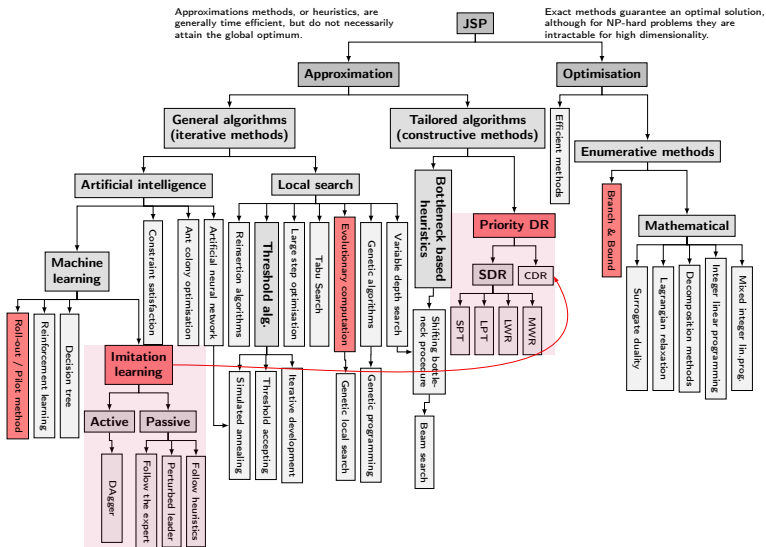 Approximations methods, or heuristics, are
generally time efficient, but do not necessarily
attain the global optimum.
JSP
Exact methods guarantee an optimal solution,
although for NP-hard problems they are
intractable for high dimensionality.
Approximation
Optimisation
General algorithms
(iterative methods)
Tailored algorithms
(constructive methods)
Efficient methods
Enumerative methods
Artificial intelligence
Local search
Bottleneck based
heuristics
Priority DR
Branch & Bound
Mathematical
Machine
learning
Constraint satisfaction
Ant colony optimisation
Artificial neural network
Reinsertion algorithms
Threshold alg.
Large step optimisation
Tabu Search
Evolutionary computation
Genetic algorithms
Variable depth search
SDR
CDR
Surrogate duality
Lagrangian relaxation
Decomposition methods
Integer linear programming
Mixed integer lin.prog.
Roll-out / Pilot method
Reinforcement learning
Decision tree
Imitation
learning
Shifting bottle-
neck procedure
SPT
LPT
LWR
MWR
Simulated annealing
Threshold accepting
Iterative development
Genetic local search
Genetic programming
Beam search
Active
Passive
DAgger
Follow the expert
Perturbed leader
Follow heuristics